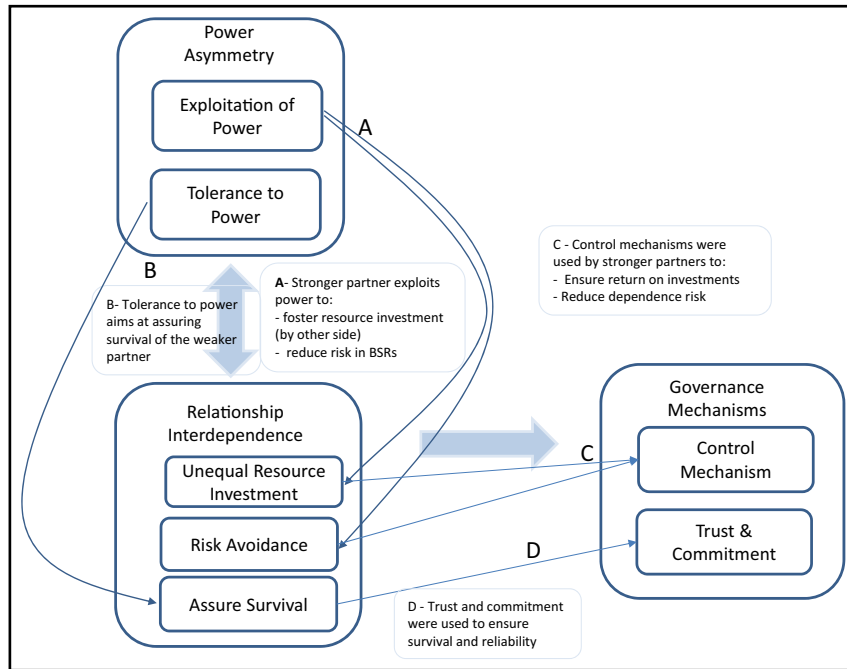 Power
Asymmetry
Exploitation of
Power
A
Tolerance to
Power
B
B- Tolerance to power
aims at assuring
survival of the weaker
partner
A- Stronger partner exploits
power to:
- foster resource investment
(by other side)
- reduce risk in BSRs
C - Control mechanisms were
used by stronger partners to:
- Ensure return on investments
- Reduce dependence risk
Relationship
Interdependence
Unequal Resource
Investment
Risk Avoidance
Assure Survival
C
D
Governance
Mechanisms
Control
Mechanism
Trust &
Commitment
D - Trust and commitment
were used to ensure
survival and reliability